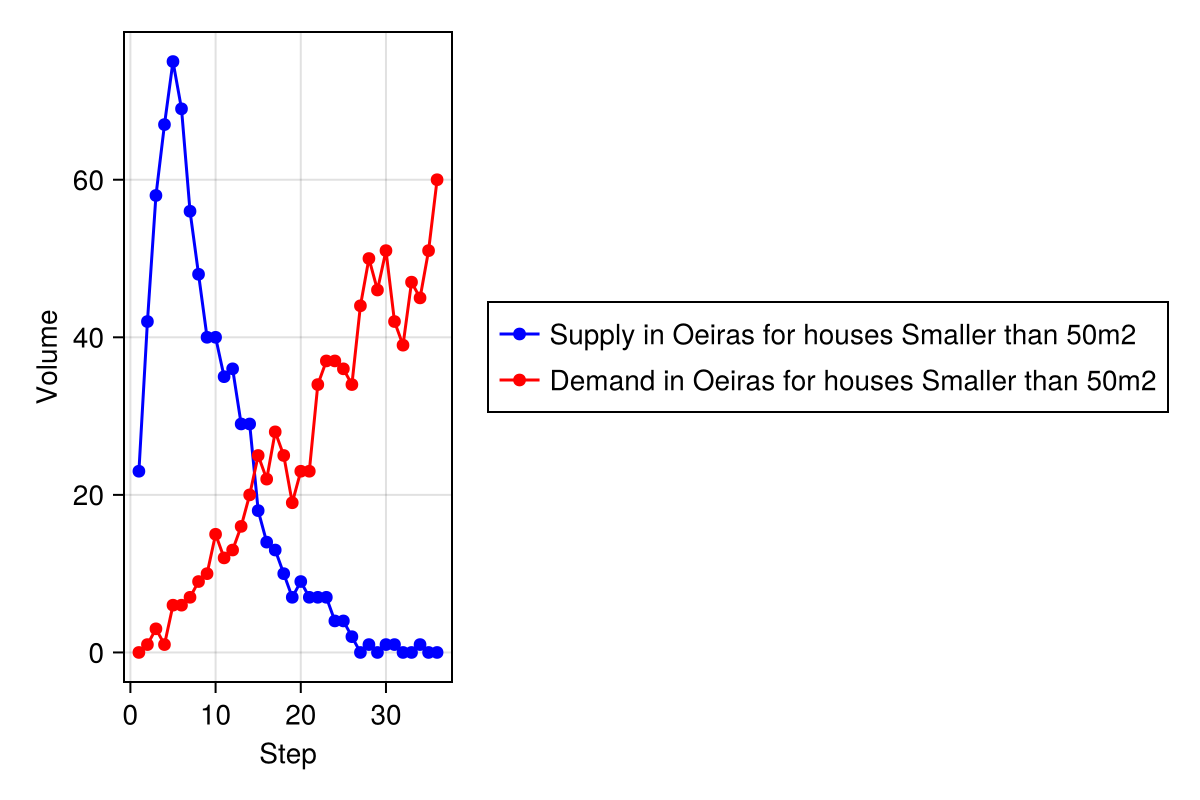 60
40
20
0
Volume
0 10 20 30
Step
Supply in Oeiras for houses Smaller than 50m2
Demand in Oeiras for houses Smaller than 50m2